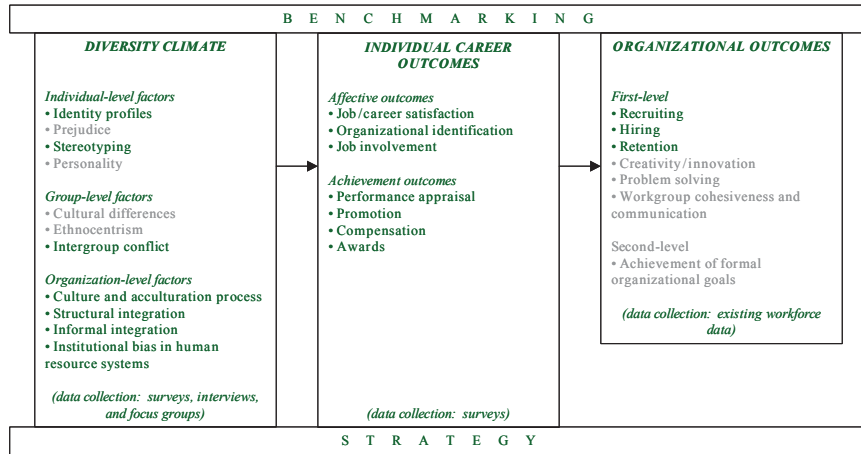 B E N C H M A R K I N G
DIVERSITY CLIMATE
Individual-level factors
• Identity profiles
• Prejudice
• Stereotyping
• Personality
Group-level factors
• Cultural differences
• Ethnocentrism
• Intergroup conflict
Organization-level factors
• Culture and acculturation process
• Structural integration
• Informal integration
• Institutional bias in human
resource systems
(data collection: surveys, interviews,
and focus groups)
INDIVIDUAL CAREER
OUTCOMES
Affective outcomes
• Job/career satisfaction
• Organizational identification
• Job involvement
Achievement outcomes
• Performance appraisal
• Promotion
• Compensation
• Awards
(data collection: surveys)
ORGANIZATIONAL OUTCOMES
First-level
• Recruiting
• Hiring
• Retention
• Creativity/innovation
• Problem solving
• Workgroup cohesiveness and
communication
Second-level
• Achievement of formal
organizational goals
(data collection: existing workforce
data)
S T R A T E G Y